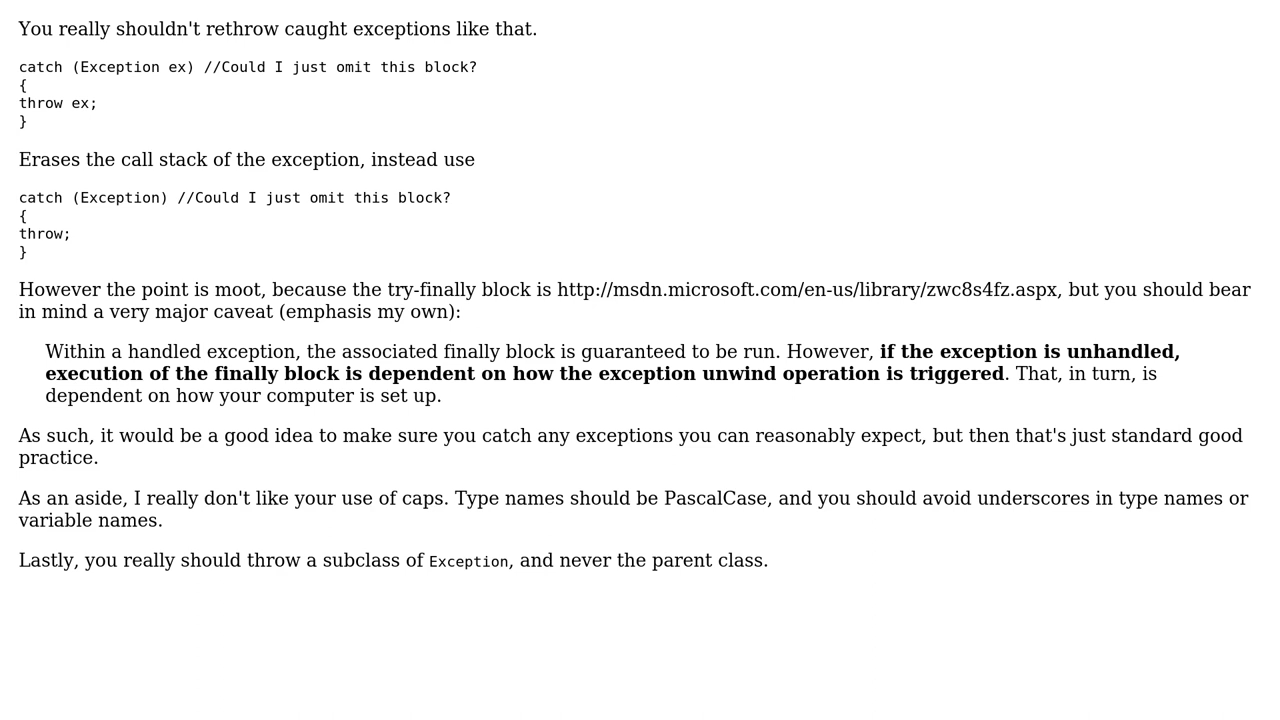 You really shouldn't rethrow caught exceptions like that.
catch (Exception ex) //Could I just omit this block?
{
throw ex;
}
Erases the call stack of the exception, instead use
catch (Exception) //Could I just omit this block?
{
throw;
}
However the point is moot, because the try-finally block is http://msdn.microsoft.com/en-us/library/zwc8s4fz.aspx, but you should bear
in mind a very major caveat (emphasis my own):
Within a handled exception, the associated finally block is guaranteed to be run. However, if the exception is unhandled,
execution of the finally block is dependent on how the exception unwind operation is triggered. That, in turn, is
dependent on how your computer is set up.
As such, it would be a good idea to make sure you catch any exceptions you can reasonably expect, but then that's just standard good
practice.
As an aside, I really don't like your use of caps. Type names should be PascalCase, and you should avoid underscores in type names or
variable names.
Lastly, you really should throw a subclass of Exception, and never the parent class.